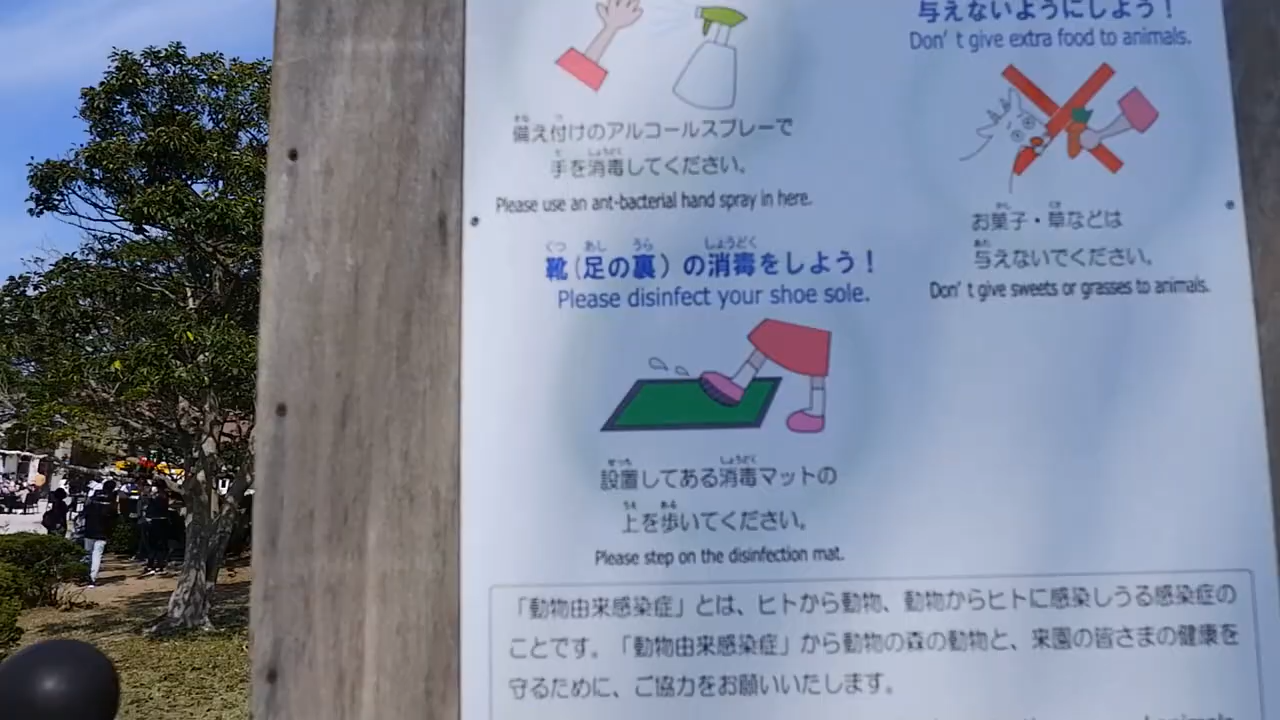 備え付けのアルコールスプレーで
手を消毒してください。
Please use an ant-bacterial hand spray in here.
靴(足の裏)の消毒をしよう!
Please disinfect your shoe sole.
設置してある消毒マットの
上を歩いてください。
Please step on the disinfection mat.
与えないようにしよう!
Don't give extra food to animals.
お菓子・草などは
与えないでください。
Don't give sweets or grasses to animals.
「動物由来感染症」とは、ヒトから動物、動物からヒトに感染しうる感染症の
ことです。「動物由来感染症」から動物の森の動物と、来園の皆さまの健康を
守るために、ご協力をお願いいたします。